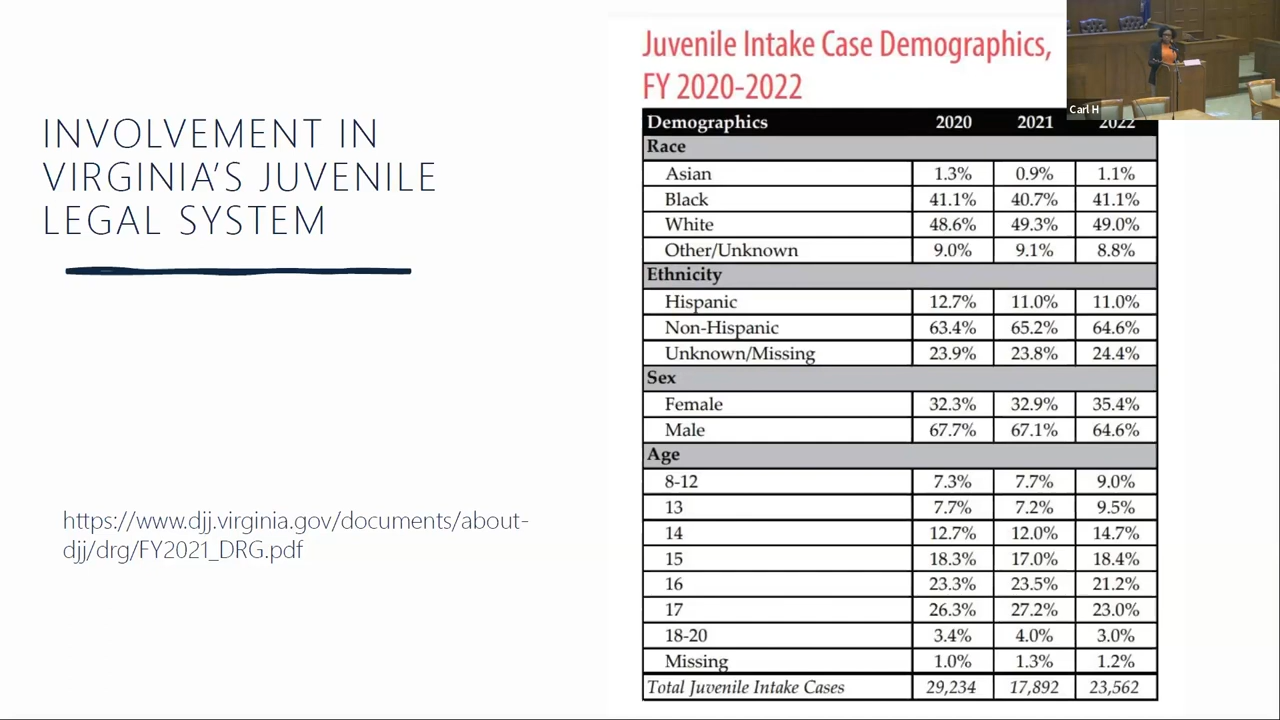 INVOLVEMENT IN
VIRGINIA'S JUVENILE
LEGAL SYSTEM
https://www.djj.virginia.gov/documents/about-
djj/drg/FY2021_DRG.pdf
Juvenile Intake Case Demographics,
FY 2020-2022
Demographics 2020 2021 2022
Race
Asian 1.3% 0.9% 1.1%
Black 41.1% 40.7% 41.1%
White 48.6% 49.3% 49.0%
Other/Unknown 9.0% 9.1% 8.8%
Ethnicity
Hispanic 12.7% 11.0% 11.0%
Non-Hispanic 63.4% 65.2% 64.6%
Unknown/Missing 23.9% 23.8% 24.4%
Sex
Female 32.3% 32.9% 35.4%
Male 67.7% 67.1% 64.6%
Age
8-12 7.3% 7.7% 9.0%
13 7.7% 7.2% 9.5%
14 12.7% 12.0% 14.7%
15 18.3% 17.0% 18.4%
16 23.3% 23.5% 21.2%
17 26.3% 27.2% 23.0%
18-20 3.4% 4.0% 3.0%
Missing 1.0% 1.3% 1.2%
Total Juvenile Intake Cases 29,234 17,892 23,562
Carl H